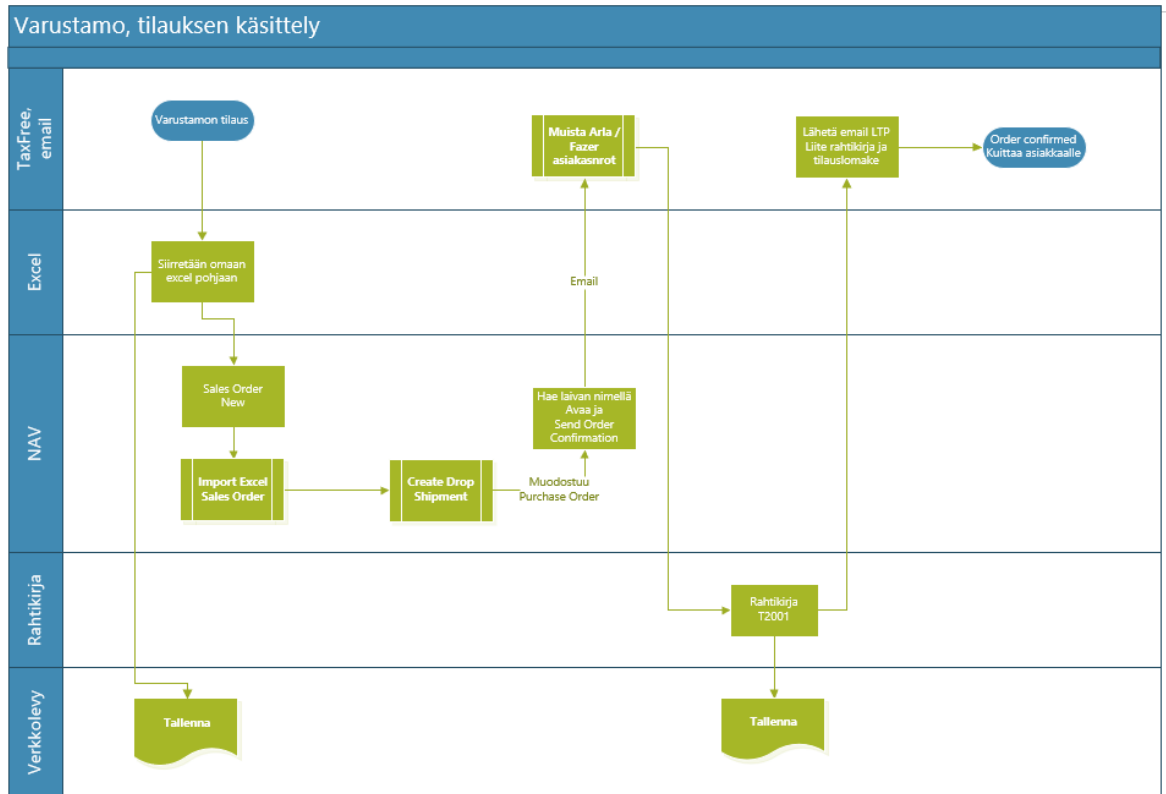 Varustamo, tilauksen käsittely
TaxFree,
email
Varustamon tilaus
Muista Arla /
Fazer
asiakasnrot
Lähetä email LTP
Liite rahtikirja ja
tilauslomake
Order confirmed
Kuittaa asiakkaalle
Excel
Siirretään omaan
excel pohjaan
Email
NAV
Sales Order
New
Hae laivan nimellä
Avaa ja
Send Order
Confirmation
Import Excel
Sales Order
Create Drop
Shipment
Muodostuu
Purchase Order
Rahtikirja
Rahtikirja
T2001
Verkkolevy
Tallenna
Tallenna